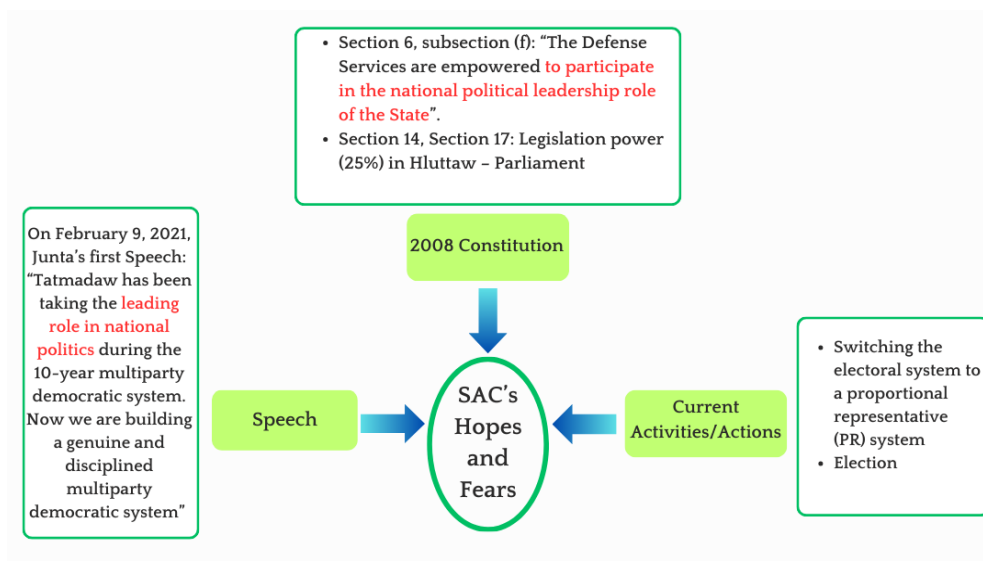 • Section 6, subsection (f): “The Defense
Services are empowered to participate
in the national political leadership role
of the State”.
• Section 14, Section 17: Legislation power
(25%) in Hluttaw – Parliament
2008 Constitution
On February 9, 2021,
Junta’s first Speech:
“Tatmadaw has been
taking the leading
role in national
politics during the
10-year multiparty
democratic system.
Now we are building
a genuine and
disciplined
multiparty
democratic system”
Speech
SAC’s
Hopes
and
Fears
Current
Activities/Actions
• Switching the
electoral system to
a proportional
representative
(PR) system
• Election